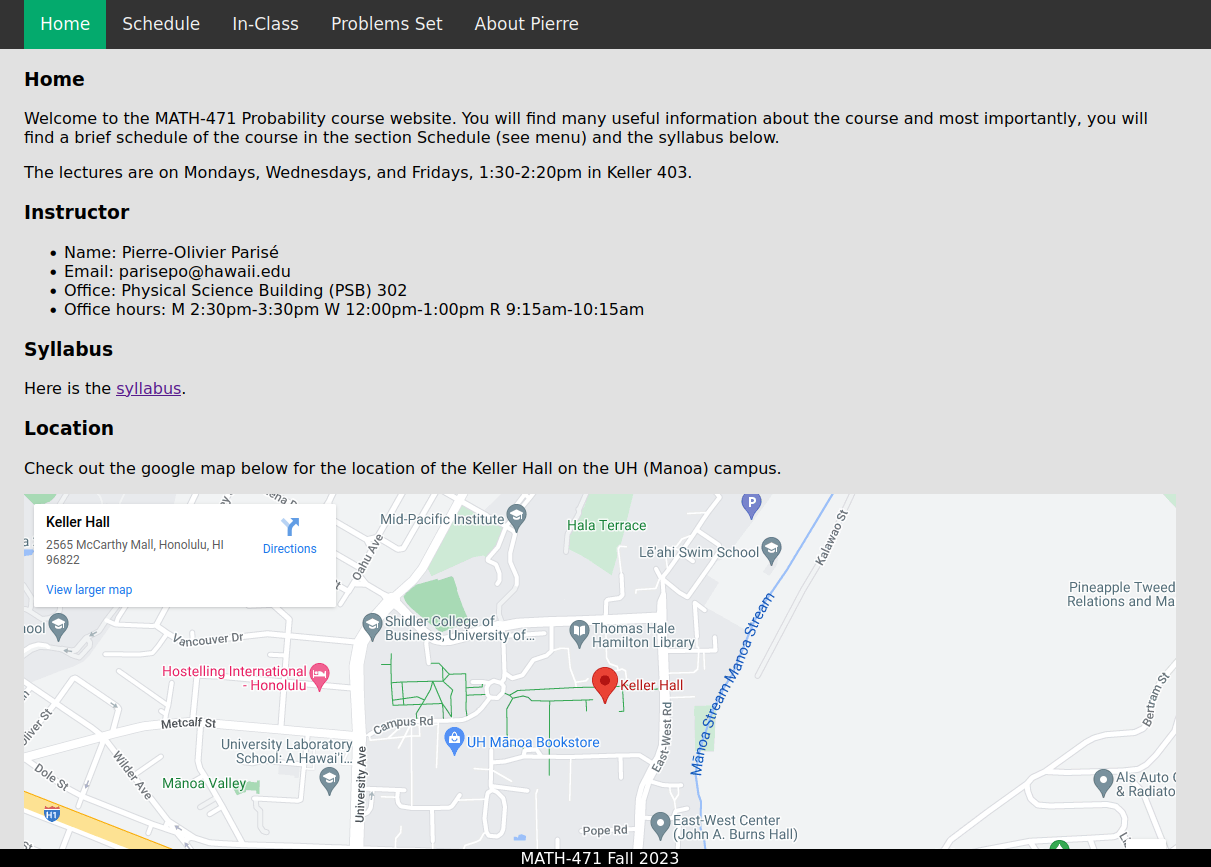 Home Schedule In-Class Problems Set About Pierre
Home
Welcome to the MATH-471 Probability course website. You will find many useful information about the course and most importantly, you will
find a brief schedule of the course in the section Schedule (see menu) and the syllabus below.
The lectures are on Mondays, Wednesdays, and Fridays, 1:30-2:20pm in Keller 403.
Instructor
• Name: Pierre-Olivier Parisé
• Email: parisepo@hawaii.edu
• Office: Physical Science Building (PSB) 302
• Office hours: M 2:30pm-3:30pm W 12:00pm-1:00pm R 9:15am-10:15am
Syllabus
Here is the syllabus.
Location
Check out the google map below for the location of the Keller Hall on the UH (Manoa) campus.
Keller Hall
2565 McCarthy Mall, Honolulu, HI
96822
Directions
View larger map
Mid-Pacific Institute
Hala Terrace
P
Lē'ahi Swim School
Kalawao St
Oahu Ave
Pineapple Tweed
Relations and Ma
Shidler College of
Business, University of...
Thomas Hale
Hamilton Library
Vancouver Dr
Hostelling International
- Honolulu
Keller Hall
Mānoa Stream Manoa Stream
Bertram St
Metcalf St
Campus Rd
East-West Rd
University Laboratory
School: A Hawai'i...
UH Mānoa Bookstore
Wilder Ave
Dole St
Mānoa Valley
University Ave
Als Auto
& Radiato
H1
Pope Rd
East-West Center
(John A. Burns Hall)
MATH-471 Fall 2023